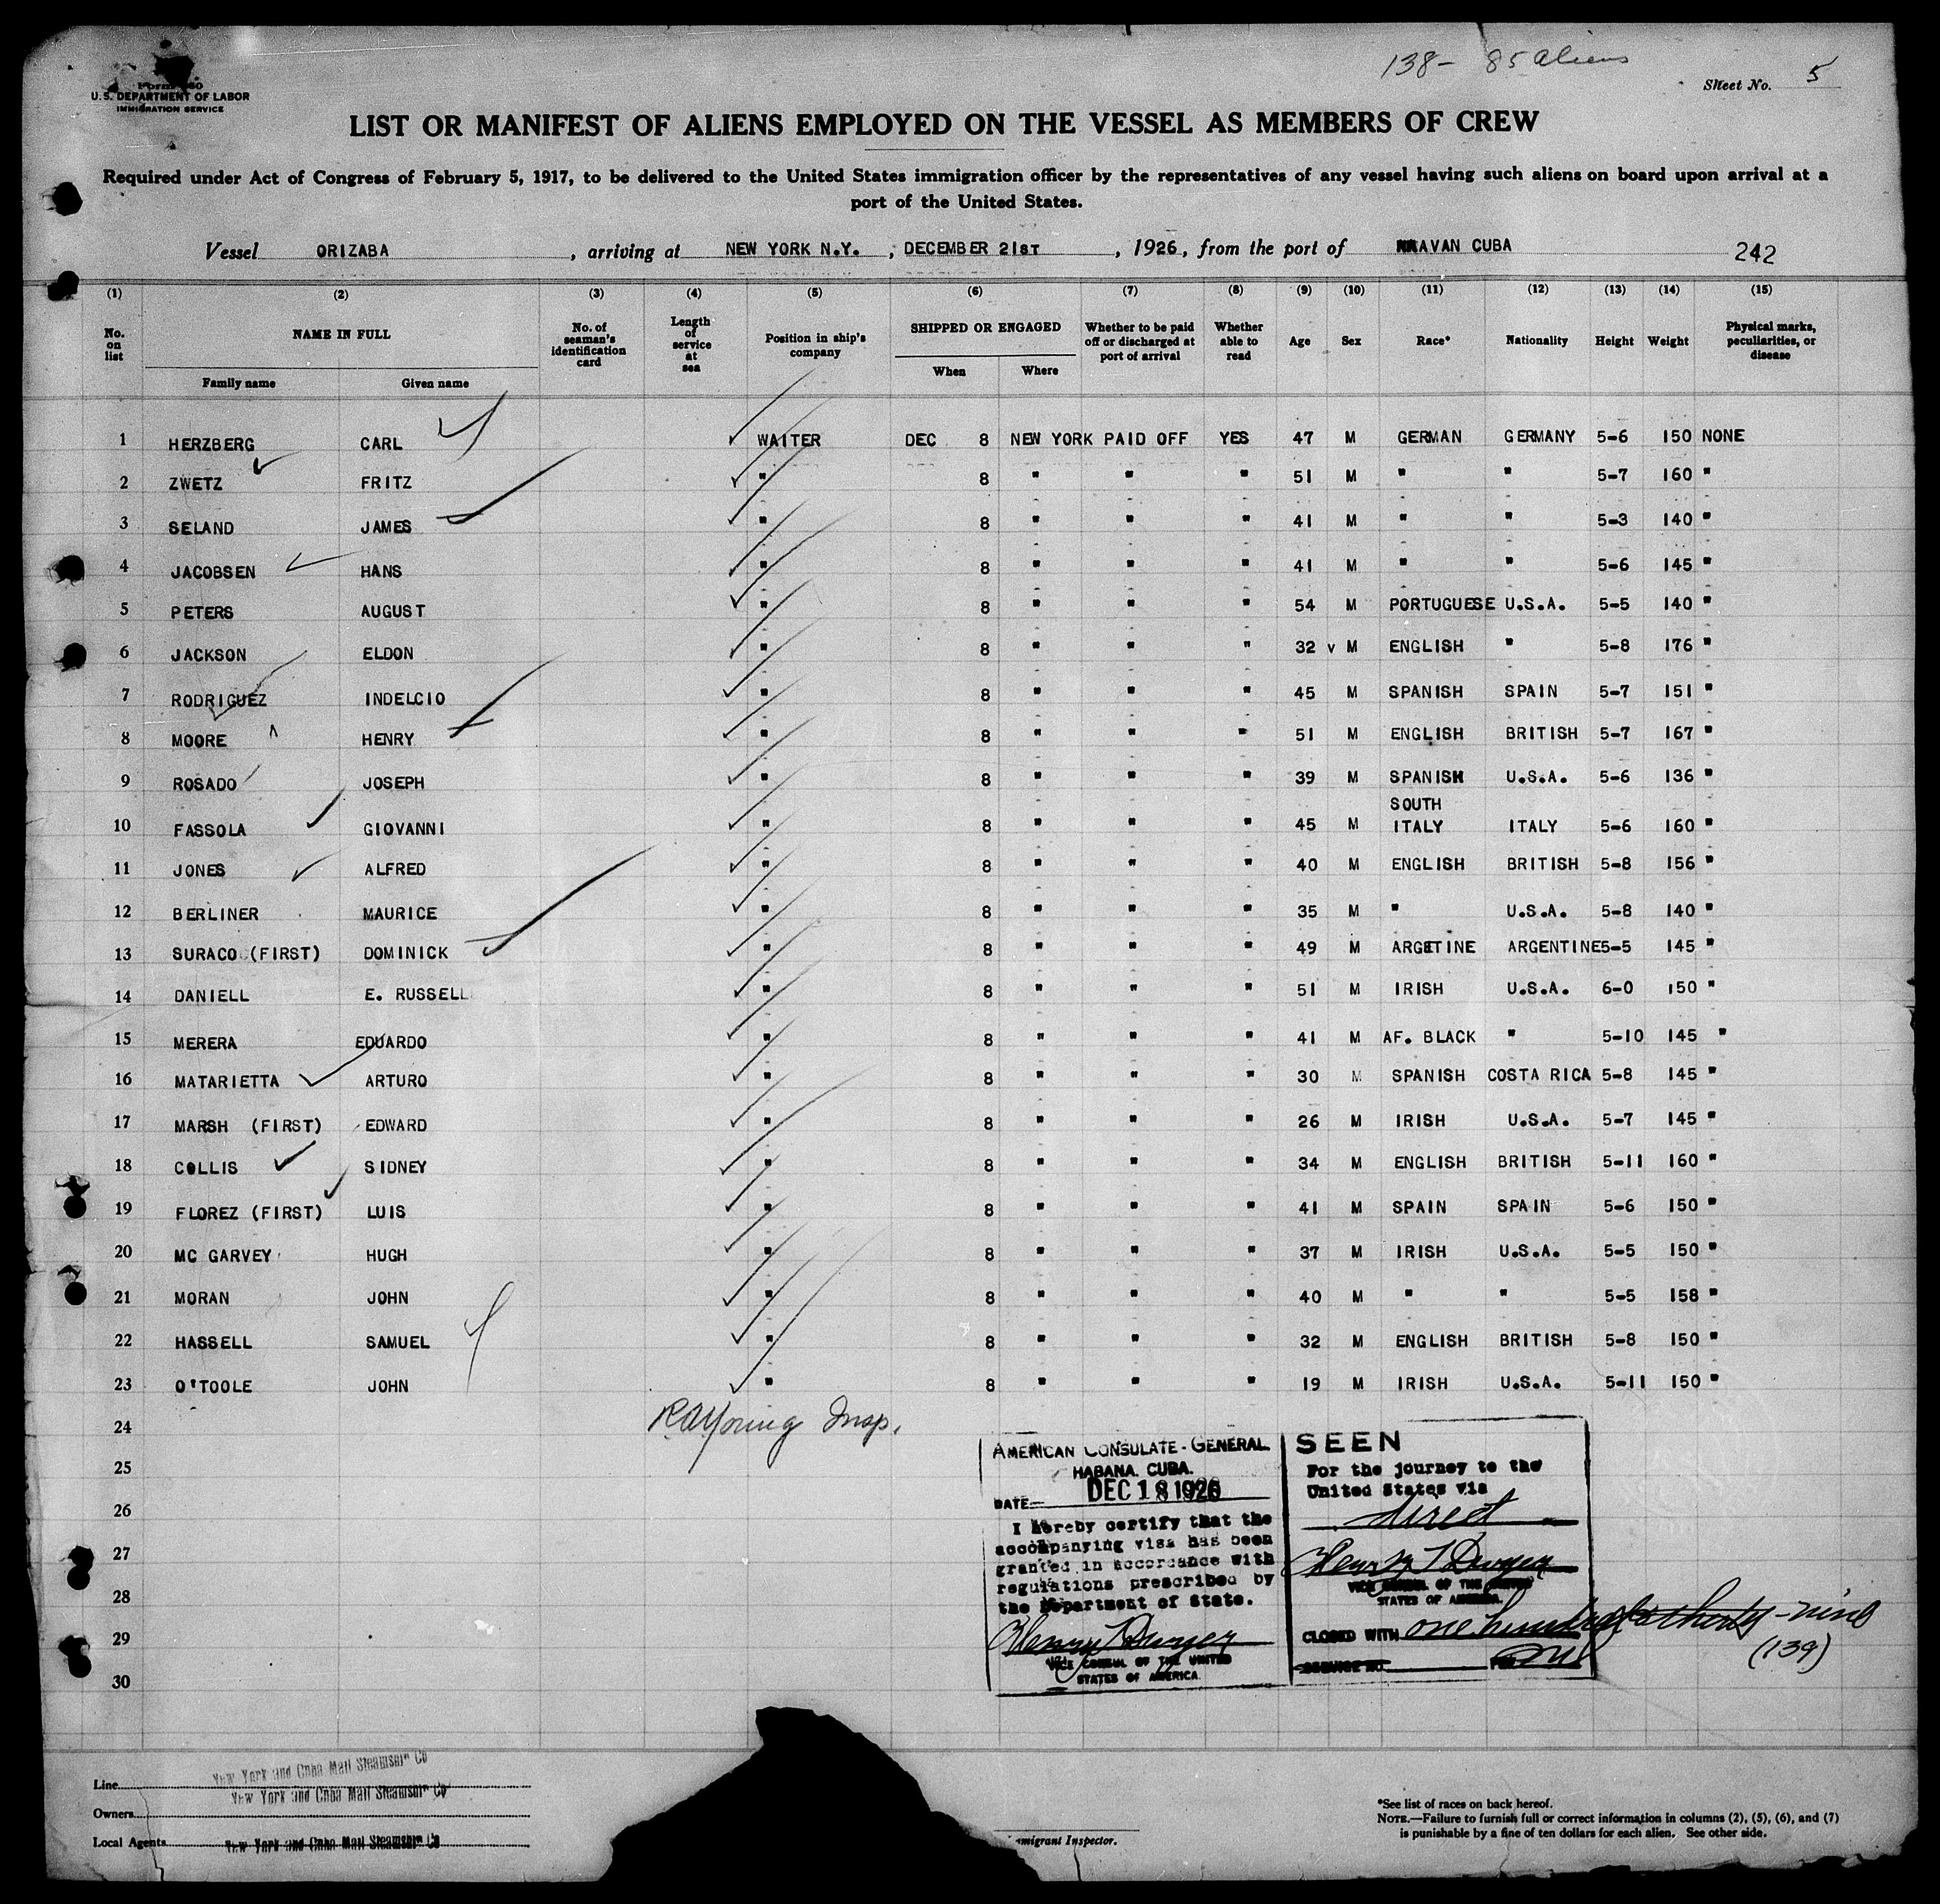 138- 85 aliens
Sheet No. 5
U.S. DEPARTMENT OF LABOR
IMMIGRATION SERVICE
LIST OR MANIFEST OF ALIENS EMPLOYED ON THE VESSEL AS MEMBERS OF CREW
Required under Act of Congress of February 5, 1917, to be delivered to the United States immigration officer by the representatives of any vessel having such aliens on board upon arrival at a
port of the United States.
Vessel ORIZABA , arriving at NEW YORK N.Y. , DECEMBER 21ST , 1926 , from the port of AVAN CUBA 242
(1) (2) (3) (4) (5) (6) (7) (8) (9) (10) (11) (12) (13) (14) (15)
No. on list NAME IN FULL No. of seaman's identification card Length of service at sea Position in ship's company SHIPPED OR ENGAGED Whether to be paid off or discharged at port of arrival Whether able to read Age Sex Race* Nationality Height Weight Physical marks, peculiarities, or disease
Family name Given name When Where
1 HERZBERG CARL WAITER DEC 8 NEW YORK PAID OFF YES 47 M GERMAN GERMANY 5-6 150 NONE
2 ZWETZ FRITZ " 8 " " " 51 M " " 5-7 160 "
3 SELAND JAMES " 8 " " " 41 M " " 5-3 140 "
4 JACOBSEN HANS " 8 " " " 41 M " " 5-6 145 "
5 PETERS AUGUST " 8 " " " 54 M PORTUGUESE U.S.A. 5-5 140 "
6 JACKSON ELDON " 8 " " " 32 v M ENGLISH " 5-8 176 "
7 RODRIGUEZ INDELCIO " 8 " " " 45 M SPANISH SPAIN 5-7 151 "
8 MOORE HENRY " 8 " " " 51 M ENGLISH BRITISH 5-7 167 "
9 ROSADO JOSEPH " 8 " " " 39 M SPANISH U.S.A. 5-6 136 "
10 FASSOLA GIOVANNI " 8 " " " 45 M SOUTH ITALY ITALY 5-6 160 "
11 JONES ALFRED " 8 " " " 40 M ENGLISH BRITISH 5-8 156 "
12 BERLINER MAURICE " 8 " " " 35 M " U.S.A. 5-8 140 "
13 SURACO (FIRST) DOMINICK " 8 " " " 49 M ARGETINE ARGENTINE 5-5 145 "
14 DANIELL E. RUSSELL " 8 " " " 51 M IRISH U.S.A. 6-0 150 "
15 MERERA EDUARDO " 8 " " " 41 M AF. BLACK " 5-10 145 "
16 MATARIETTA ARTURO " 8 " " " 30 M SPANISH COSTA RICA 5-8 145 "
17 MARSH (FIRST) EDWARD " 8 " " " 26 M IRISH U.S.A. 5-7 145 "
18 COLLIS SIDNEY " 8 " " " 34 M ENGLISH BRITISH 5-11 160 "
19 FLOREZ (FIRST) LUIS " 8 " " " 41 M SPAIN SPAIN 5-6 150 "
20 MC GARVEY HUGH " 8 " " " 37 M IRISH U.S.A. 5-5 150 "
21 MORAN JOHN " 8 " " " 40 M " " 5-5 158 "
22 HASSELL SAMUEL " 8 " " " 32 M ENGLISH BRITISH 5-8 150 "
23 O'TOOLE JOHN " 8 " " " 19 M IRISH U.S.A. 5-11 150 "
24
25
26
27
28
29
30
RA Young Insp.
AMERICAN CONSULATE-GENERAL
HABANA, CUBA.
DATE DEC 18 1926
I hereby certify that the
accompanying visa has been
granted in accordance with
regulations prescribed by
the Department of State.
Henry T Dwyer
VICE CONSUL OF THE UNITED
STATES OF AMERICA.
SEEN
For the journey to the
United States via
direct
Henry T Dwyer
VICE CONSUL OF THE UNITED
STATES OF AMERICA.
CLOSED WITH one hundred thirty-nine
(139)
SERVICE NO.
Line New York and Cuba Mail Steamship Co
Owners New York and Cuba Mail Steamship Co
Local Agents New York and Cuba Mail Steamship Co
migrant Inspector.
*See list of races on back hereof.
NOTE.—Failure to furnish full or correct information in columns (2), (5), (6), and (7)
is punishable by a fine of ten dollars for each alien. See other side.